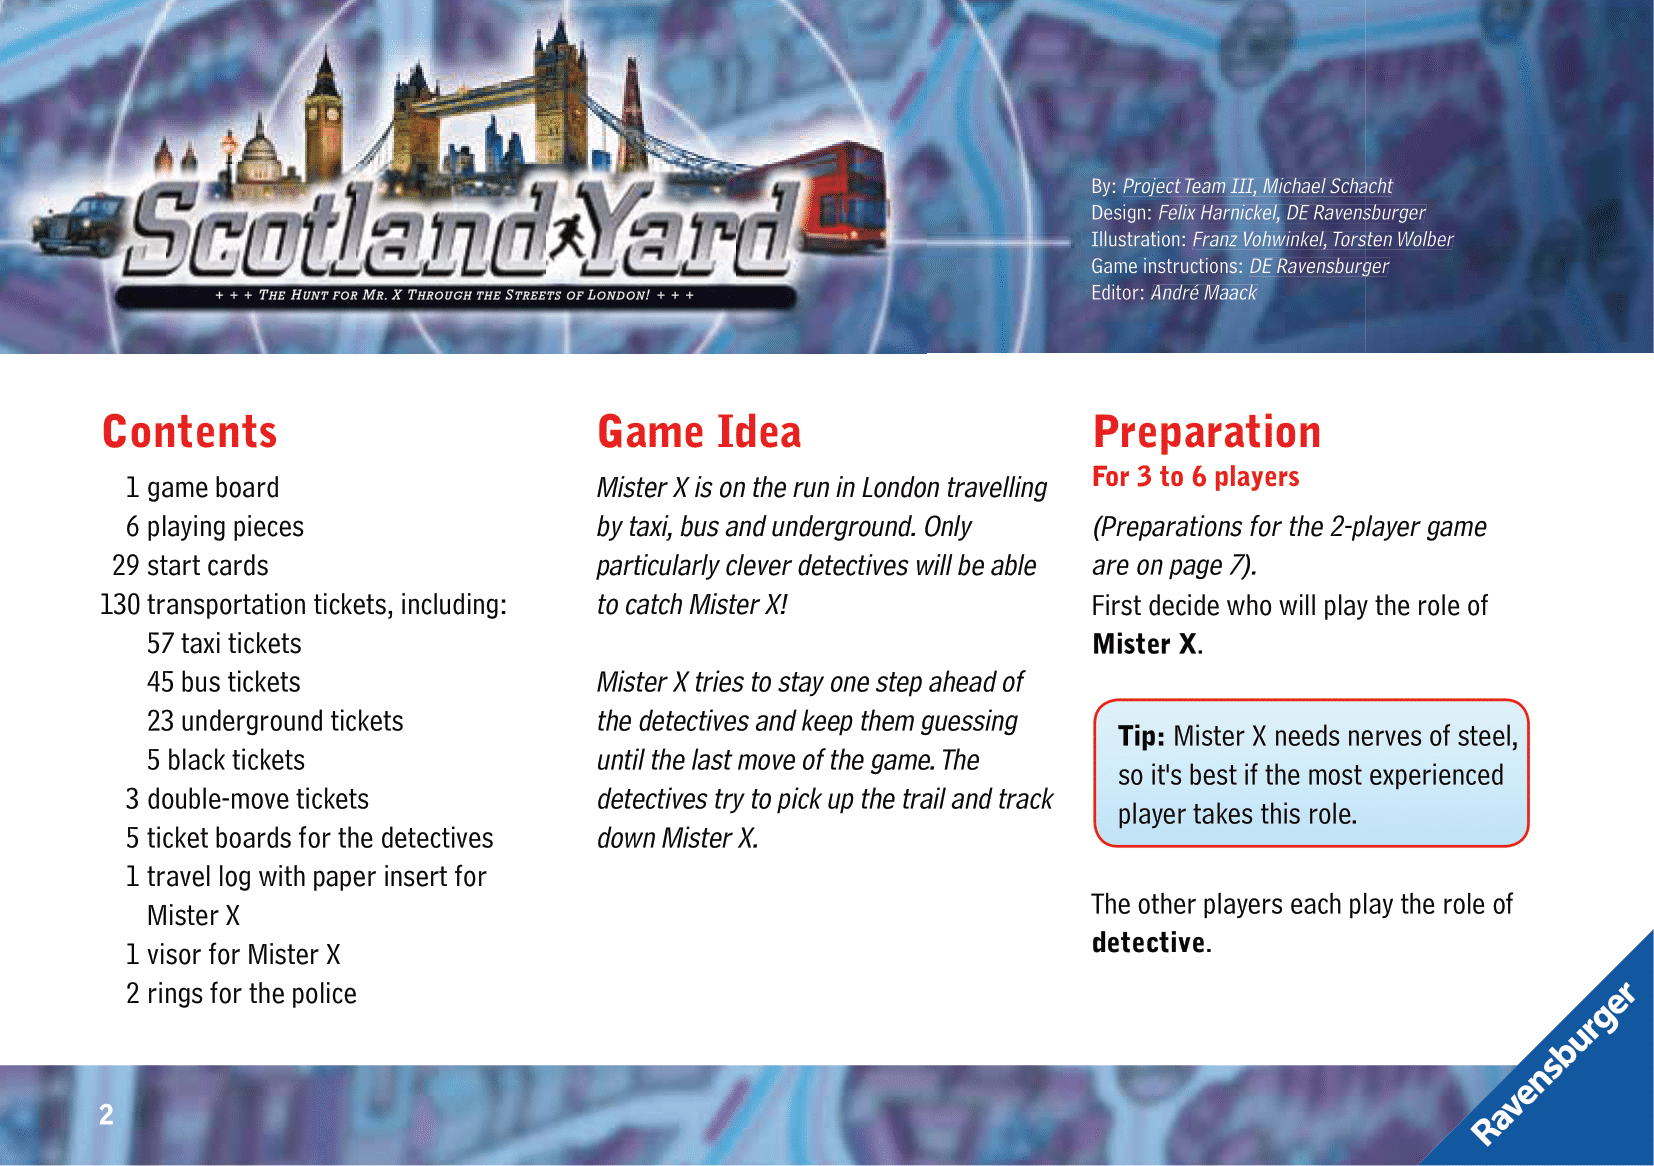 Scotland Yard
+ + + THE HUNT FOR MR. X THROUGH THE STREETS OF LONDON! + + +
By: Project Team III, Michael Schacht
Design: Felix Harnickel, DE Ravensburger
Illustration: Franz Vohwinkel, Torsten Wolber
Game instructions: DE Ravensburger
Editor: André Maack
Contents
1 game board
6 playing pieces
29 start cards
130 transportation tickets, including:
57 taxi tickets
45 bus tickets
23 underground tickets
5 black tickets
3 double-move tickets
5 ticket boards for the detectives
1 travel log with paper insert for
Mister X
1 visor for Mister X
2 rings for the police
Game Idea
Mister X is on the run in London travelling
by taxi, bus and underground. Only
particularly clever detectives will be able
to catch Mister X!
Mister X tries to stay one step ahead of
the detectives and keep them guessing
until the last move of the game. The
detectives try to pick up the trail and track
down Mister X.
Preparation
For 3 to 6 players
(Preparations for the 2-player game
are on page 7).
First decide who will play the role of
Mister X.
Tip: Mister X needs nerves of steel,
so it's best if the most experienced
player takes this role.
The other players each play the role of
detective.
2
Ravensburger